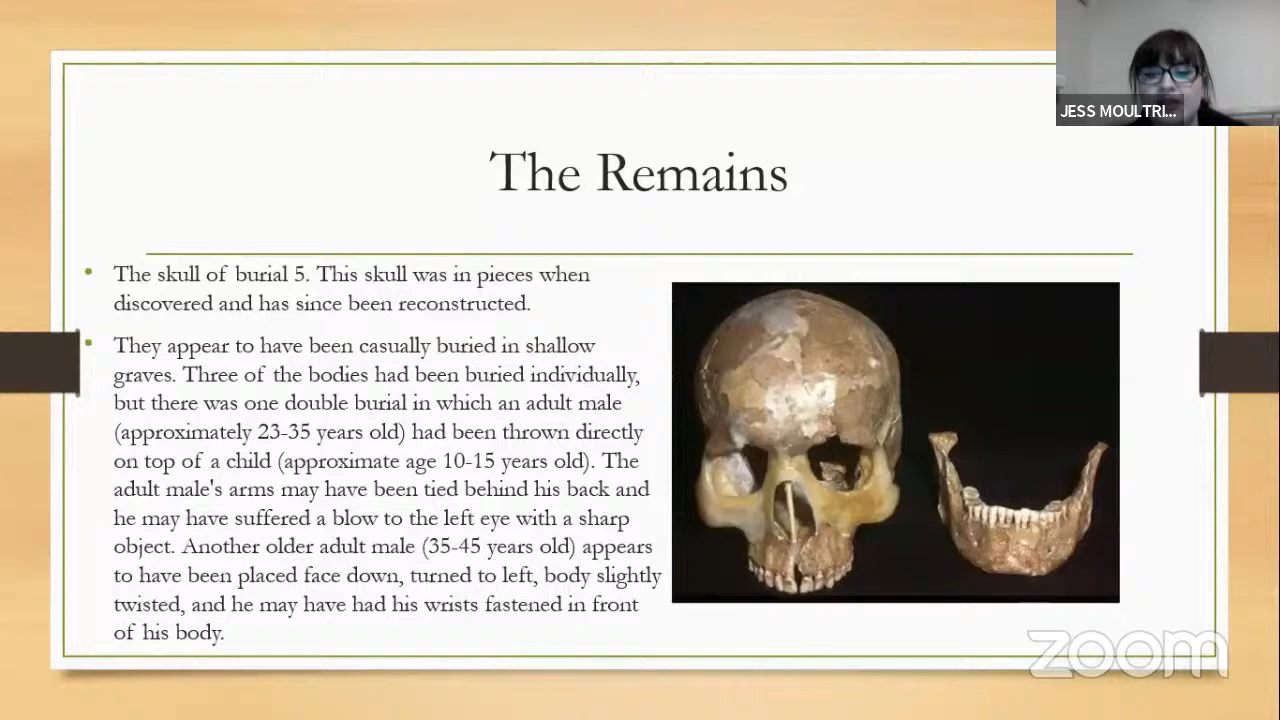 JESS MOULTRI...
The Remains
• The skull of burial 5. This skull was in pieces when
discovered and has since been reconstructed.
• They appear to have been casually buried in shallow
graves. Three of the bodies had been buried individually,
but there was one double burial in which an adult male
(approximately 23-35 years old) had been thrown directly
on top of a child (approximate age 10-15 years old). The
adult male's arms may have been tied behind his back and
he may have suffered a blow to the left eye with a sharp
object. Another older adult male (35-45 years old) appears
to have been placed face down, turned to left, body slightly
twisted, and he may have had his wrists fastened in front
of his body.
zoom